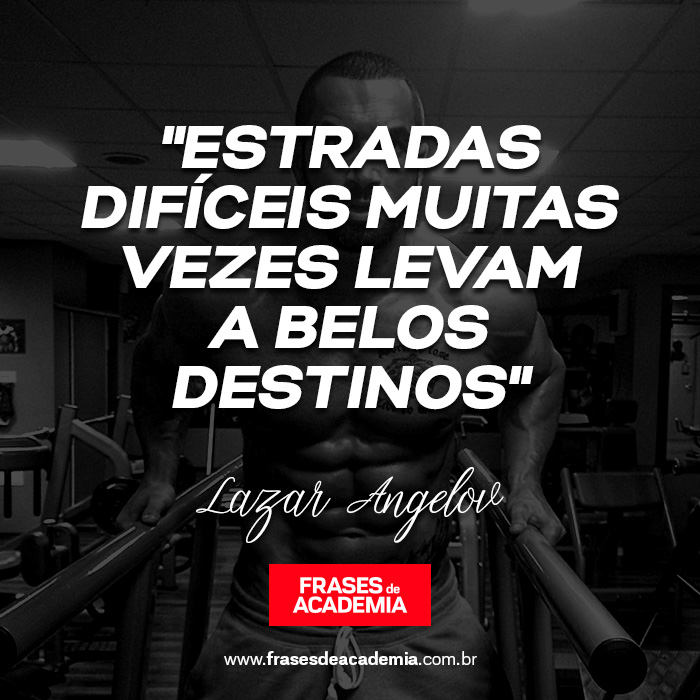 "ESTRADAS
DIFÍCEIS MUITAS
VEZES LEVAM
A BELOS
DESTINOS"
Lazar Angelov
FRASES de
ACADEMIA
www.frasesdeacademia.com.br